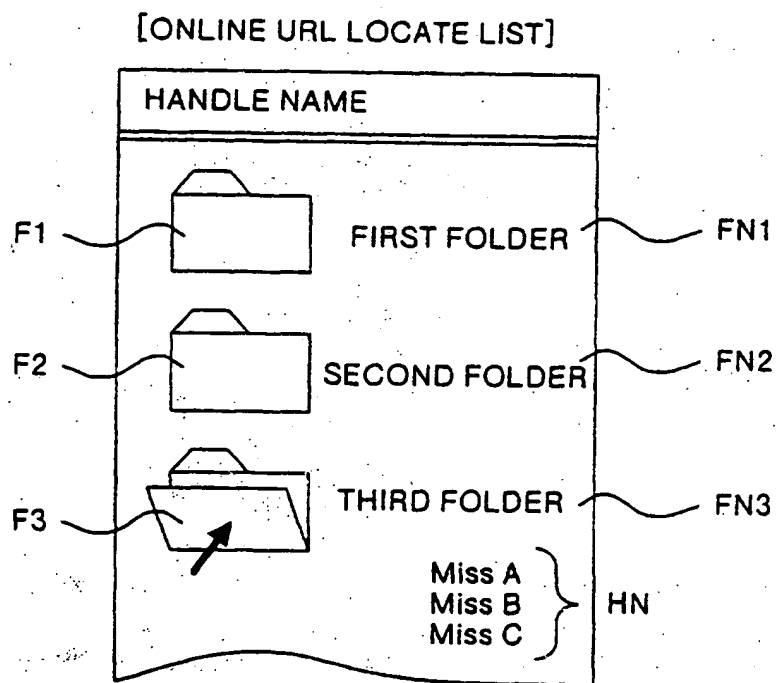 [ONLINE URL LOCATE LIST]
HANDLE NAME
F1 FIRST FOLDER FN1
F2 SECOND FOLDER FN2
F3 THIRD FOLDER FN3
Miss A
Miss B HN
Miss C